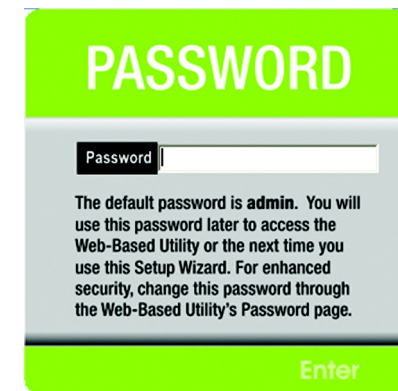 PASSWORD
Password
The default password is admin. You will
use this password later to access the
Web-Based Utility or the next time you
use this Setup Wizard. For enhanced
security, change this password through
the Web-Based Utility's Password page.
Enter